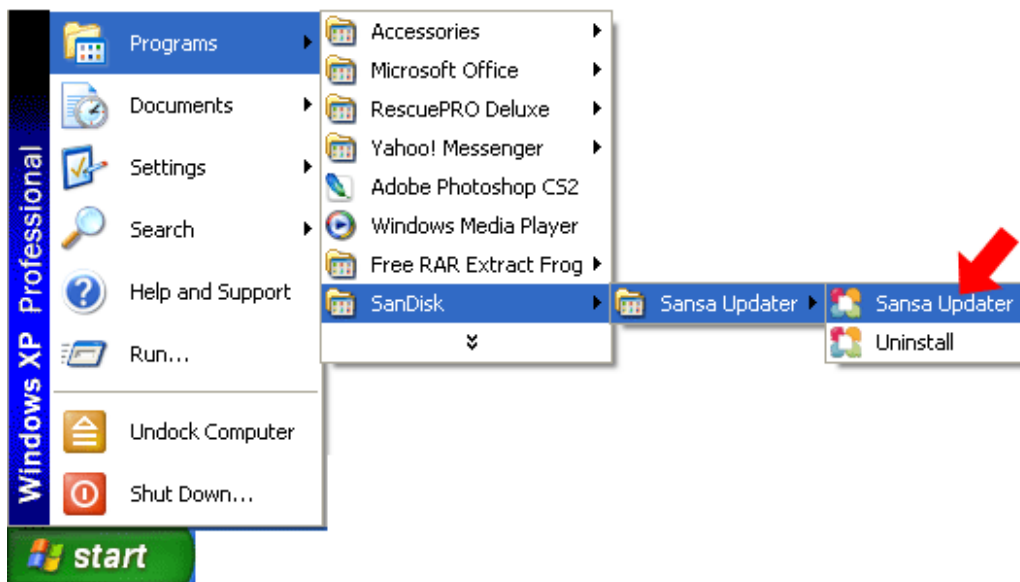 Windows XP Professional
Programs
Documents
Settings
Search
Help and Support
Run...
Undock Computer
Shut Down...
start
Accessories
Microsoft Office
RescuePRO Deluxe
Yahoo! Messenger
Adobe Photoshop CS2
Windows Media Player
Free RAR Extract Frog
SanDisk
Sansa Updater
Sansa Updater
Uninstall